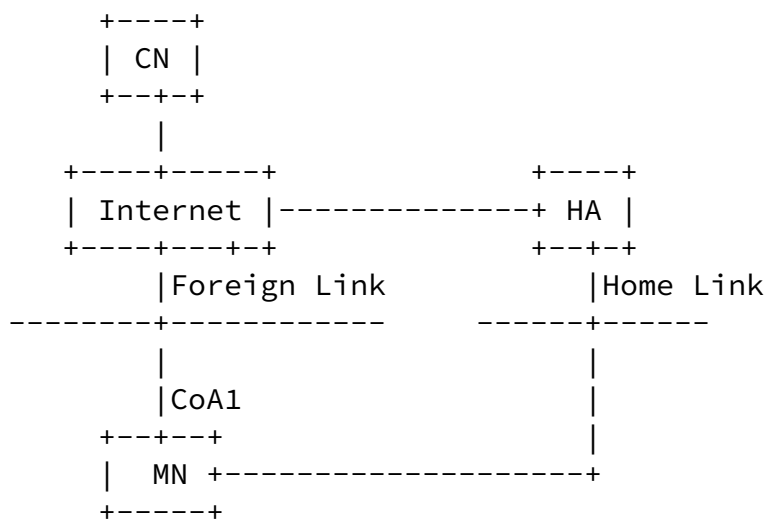 CN
Internet HA
Foreign Link Home Link
CoA1
MN